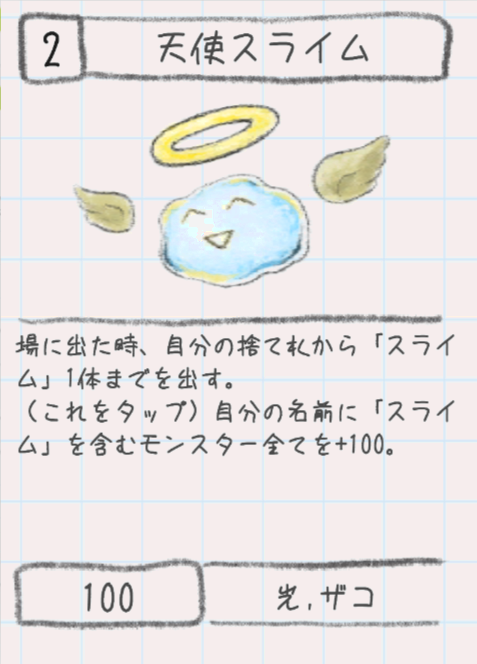 2
天使スライム
場に出た時、自分の捨て札から「スライ
ム」1体までを出す。
（これをタップ）自分の名前に「スライ
ム」を含むモンスター全てを+100。
100
光,ザコ